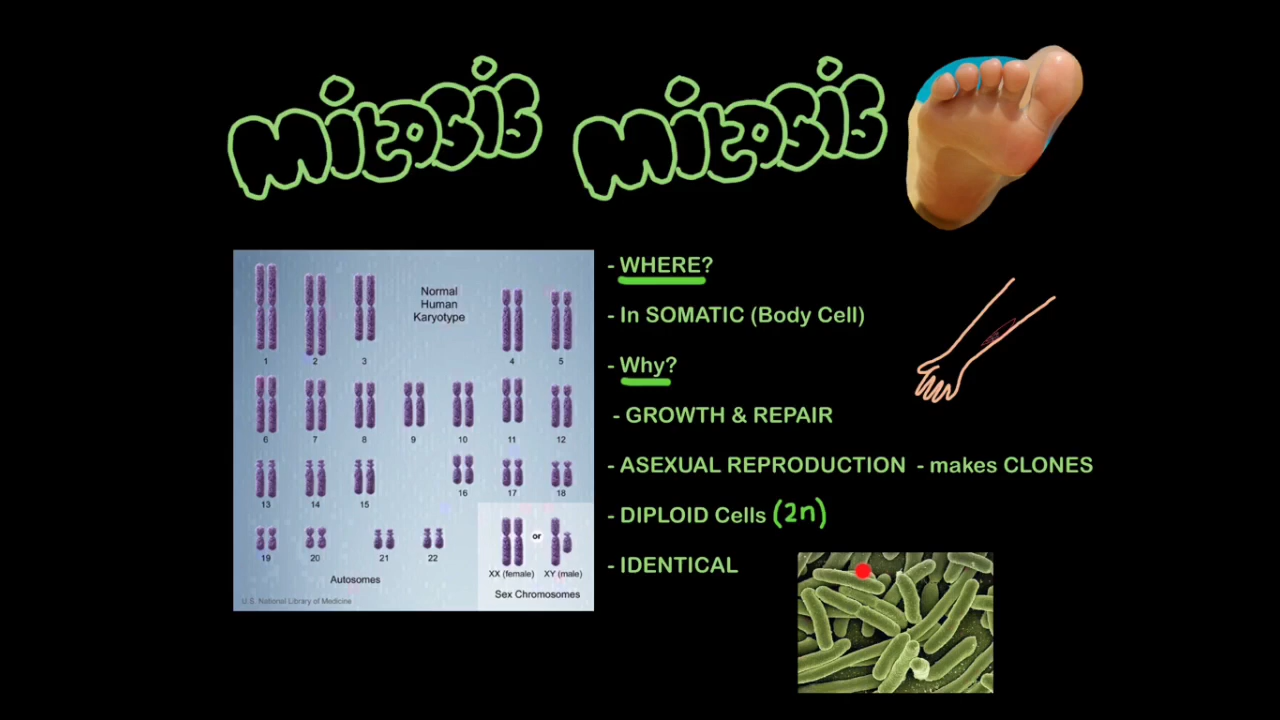 mitosis mitosis
Normal
Human
Karyotype
1 2 3 4 5
6 7 8 9 10 11 12
13 14 15 16 17 18
19 20 21 22
or
XX (female) XY (male)
Autosomes
Sex Chromosomes
U.S. National Library of Medicine
- WHERE?
- In SOMATIC (Body Cell)
- Why?
- GROWTH & REPAIR
- ASEXUAL REPRODUCTION - makes CLONES
- DIPLOID Cells (2n)
- IDENTICAL